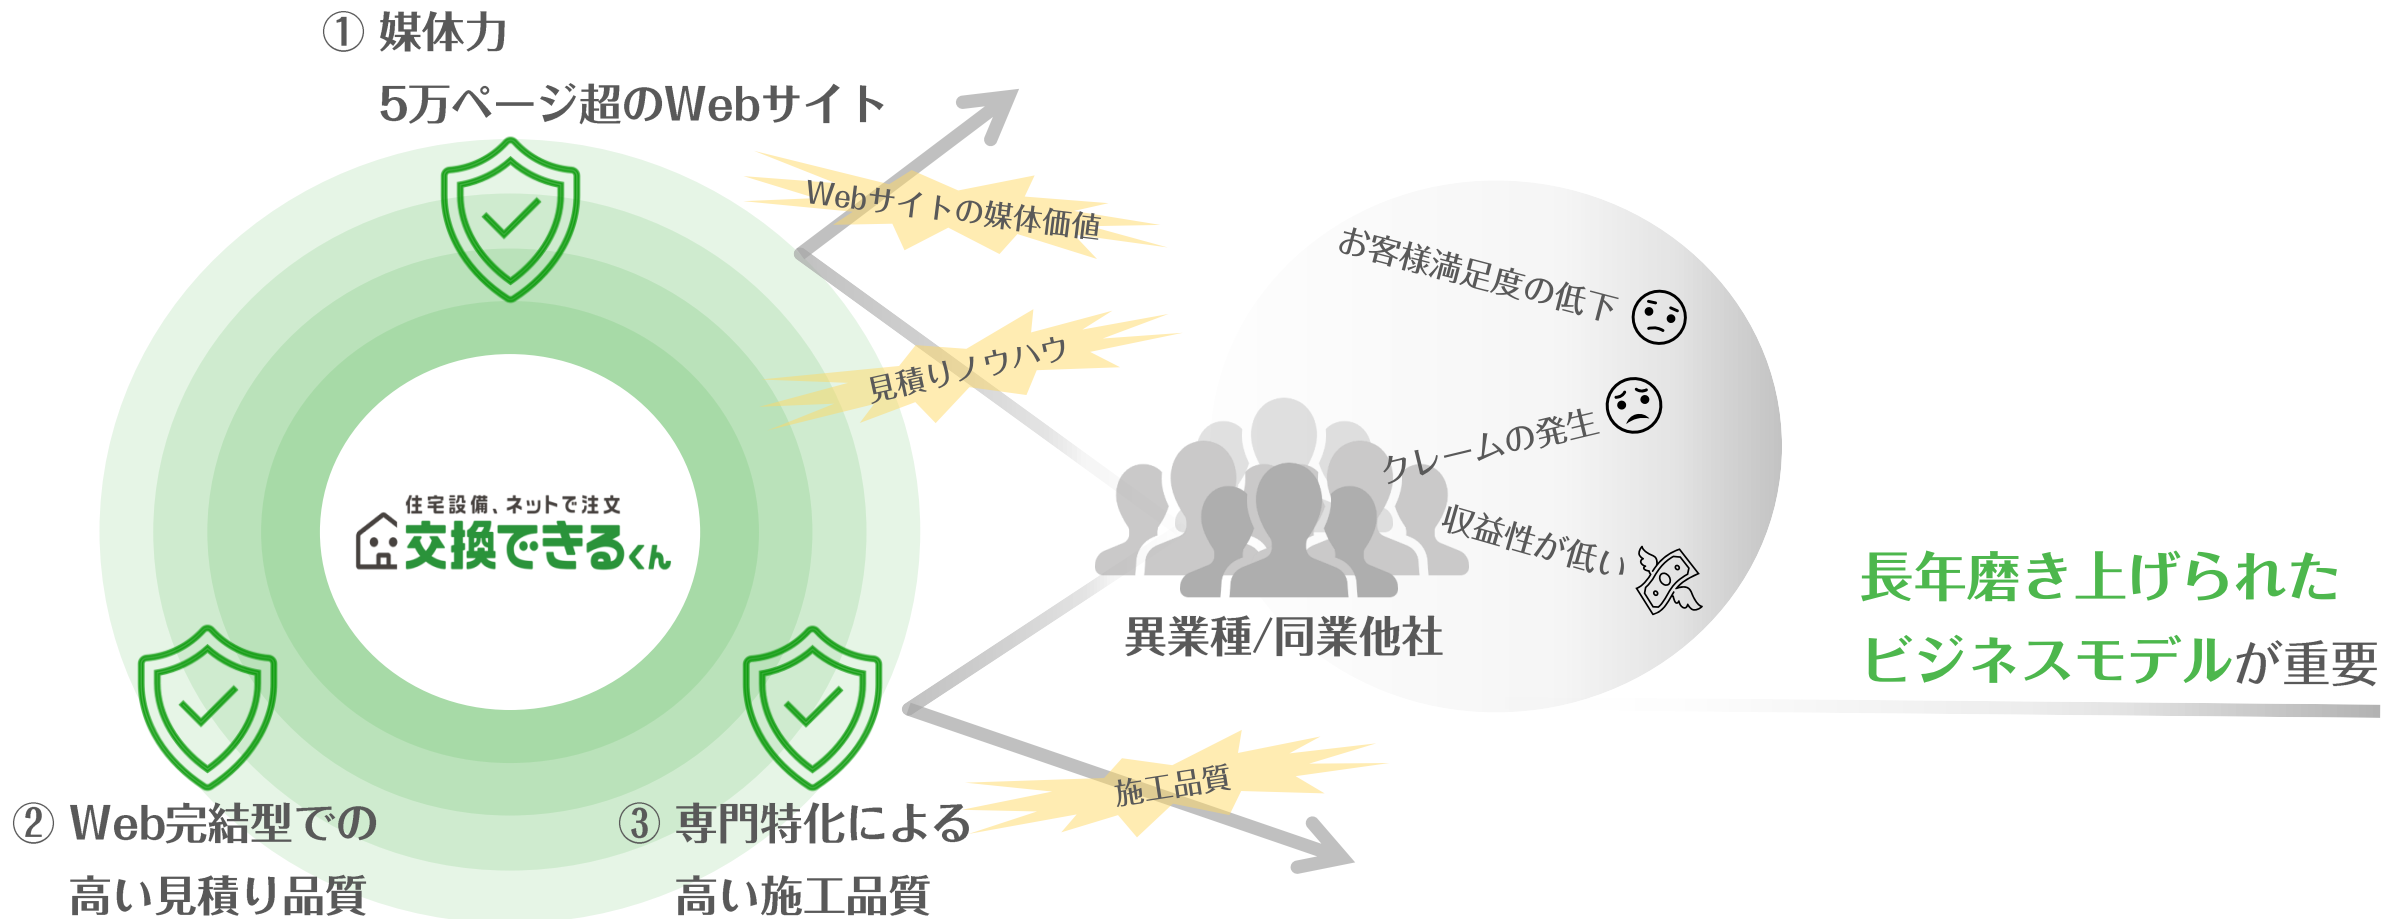 ① 媒体力
5万ページ超のWebサイト
Webサイトの媒体価値
見積りノウハウ
住宅設備、ネットで注文
交換できるくん
② Web完結型での
高い見積り品質
③ 専門特化による
高い施工品質
施工品質
異業種/同業他社
お客様満足度の低下
クレームの発生
収益性が低い
長年磨き上げられた
ビジネスモデルが重要